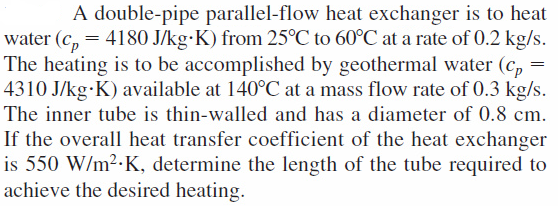 A double-pipe parallel-flow heat exchanger is to heat
water (cₚ = 4180 J/kg·K) from 25°C to 60°C at a rate of 0.2 kg/s.
The heating is to be accomplished by geothermal water (cₚ =
4310 J/kg·K) available at 140°C at a mass flow rate of 0.3 kg/s.
The inner tube is thin-walled and has a diameter of 0.8 cm.
If the overall heat transfer coefficient of the heat exchanger
is 550 W/m²·K, determine the length of the tube required to
achieve the desired heating.